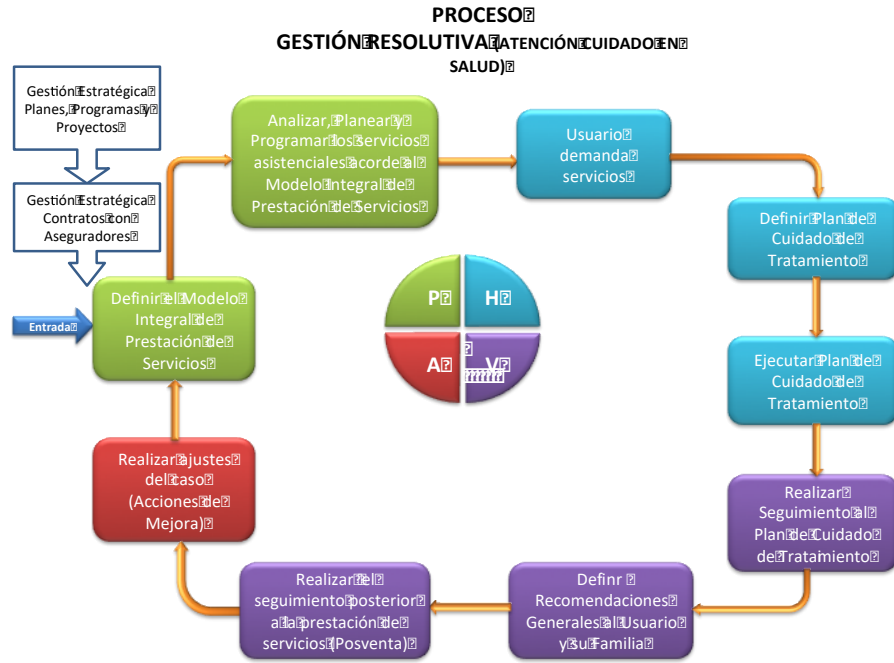 PROCESO
GESTIÓN RESOLUTIVA (ATENCIÓN CUIDADO EN
SALUD)
Gestión Estratégica
Planes, Programas y
Proyectos
Gestión Estratégica
Contratos con
Aseguradores
Entrada
Definir el Modelo
Integral de
Prestación de
Servicios
Analizar, Planear y
Programar los servicios
asistenciales acorde al
Modelo Integral de
Prestación de Servicios
Usuario
demanda
servicios
Definir Plan de
Cuidado de
Tratamiento
Ejecutar Plan de
Cuidado de
Tratamiento
Realizar
Seguimiento al
Plan de Cuidado
de Tratamiento
Definr
Recomendaciones
Generales al Usuario
y su Familia
Realizar el
seguimiento posterior
a la prestación de
servicios (Posventa)
Realizar ajustes
del caso
(Acciones de
Mejora)
P
H
A
V